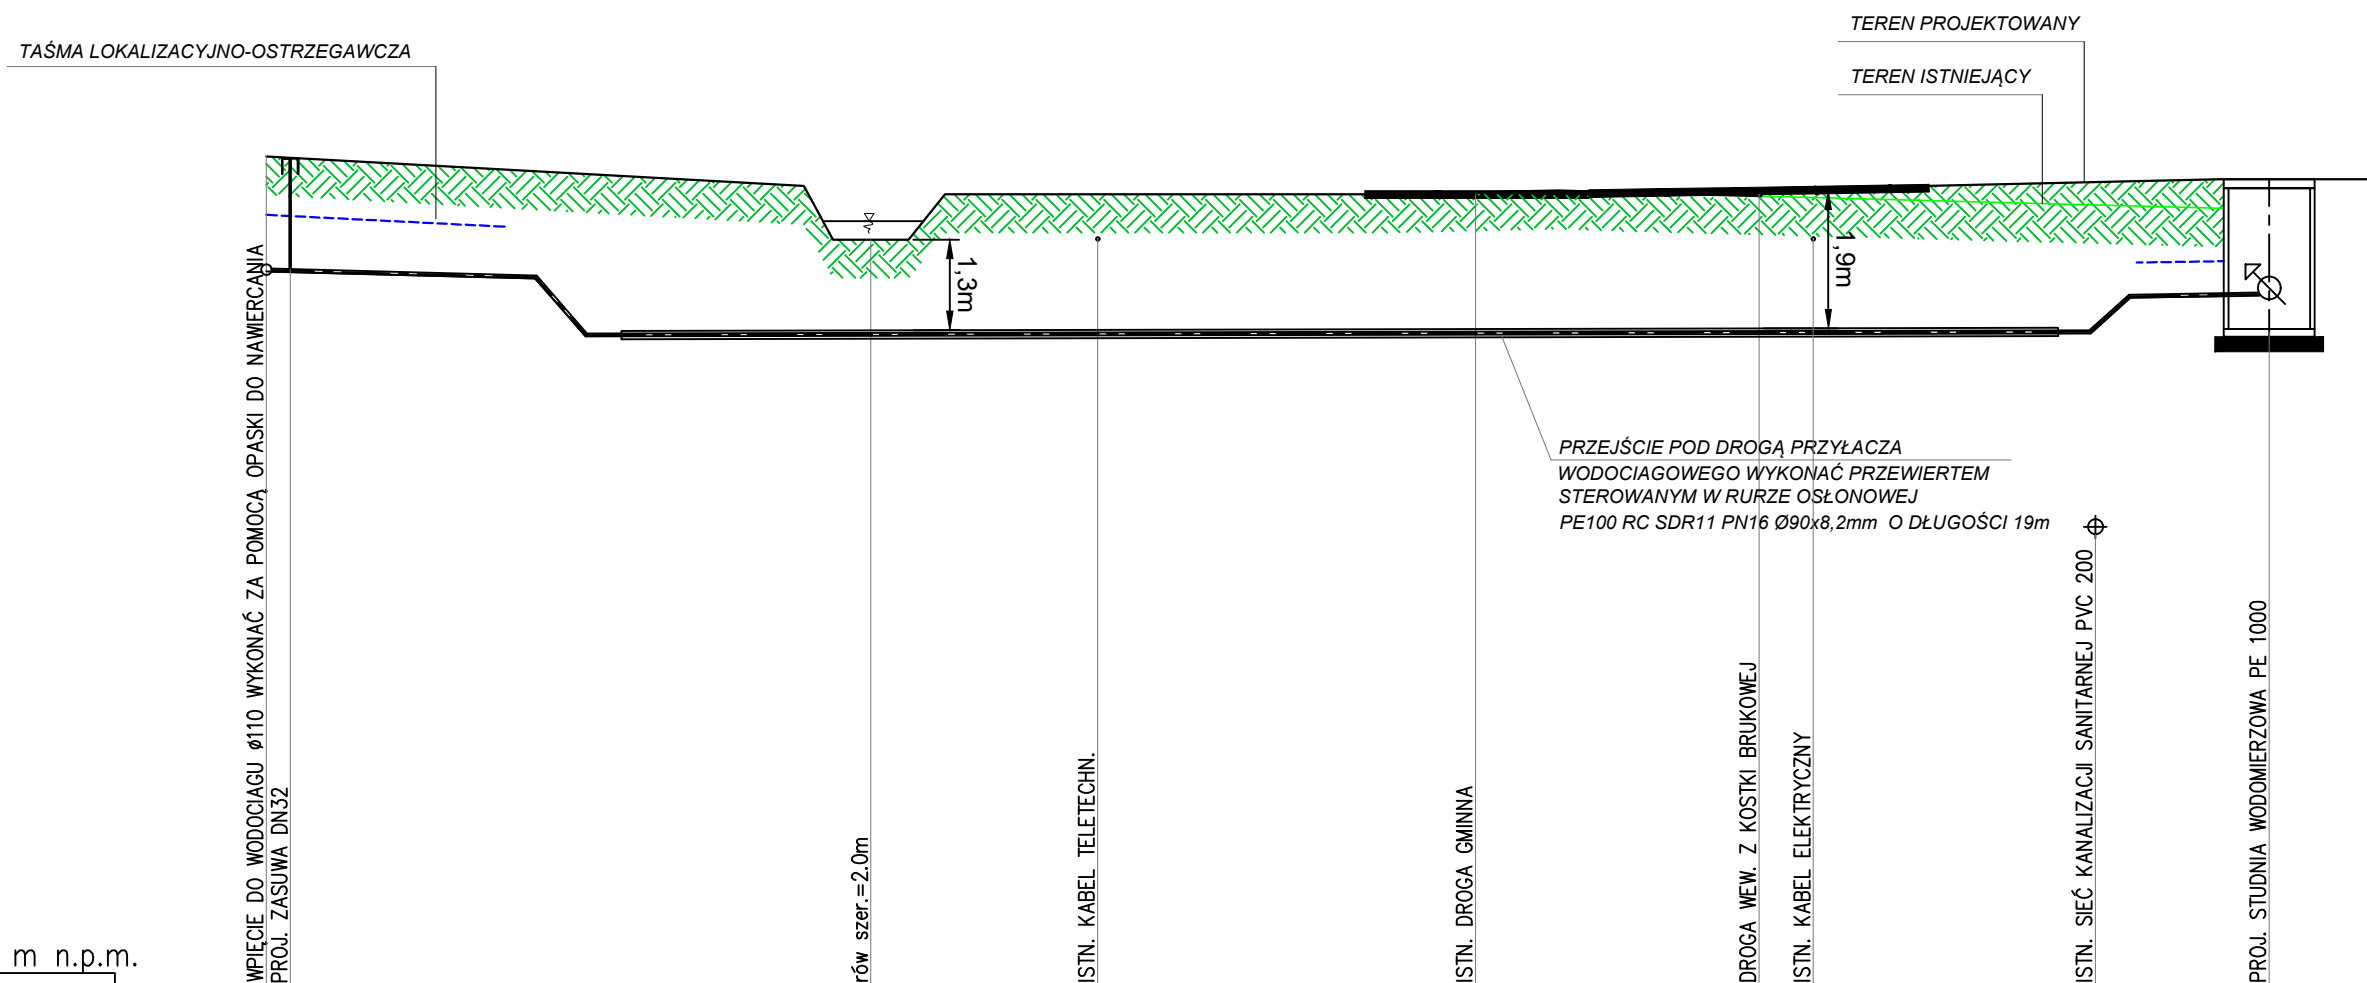 TEREN PROJEKTOWANY
TAŚMA LOKALIZACYJNO-OSTRZEGAWCZA
TEREN ISTNIEJĄCY
1,3m
1,9m
PRZEJŚCIE POD DROGĄ PRZYŁACZA
WODOCIAGOWEGO WYKONAĆ PRZEWIERTEM
STEROWANYM W RURZE OSŁONOWEJ
PE100 RC SDR11 PN16 Ø90x8,2mm O DŁUGOŚCI 19m
WPIĘCIE DO WODOCIAGU ø110 WYKONAĆ ZA POMOCĄ OPASKI DO NAWIERCANIA
PROJ. ZASUWA DN32
rów szer.=2.0m
ISTN. KABEL TELETECHN.
ISTN. DROGA GMINNA
DROGA WEW. Z KOSTKI BRUKOWEJ
ISTN. KABEL ELEKTRYCZNY
ISTN. SIEĆ KANALIZACJI SANITARNEJ PVC 200
PROJ. STUDNIA WODOMIERZOWA PE 1000
m n.p.m.